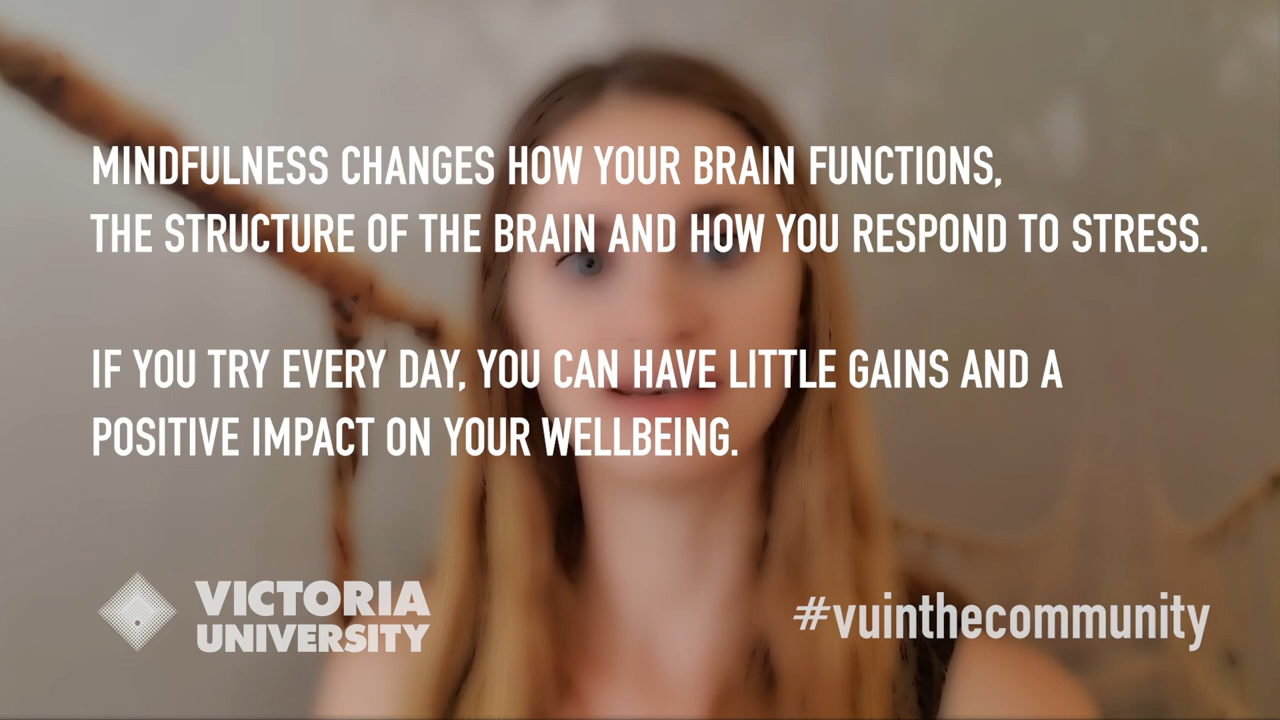 MINDFULNESS CHANGES HOW YOUR BRAIN FUNCTIONS,
THE STRUCTURE OF THE BRAIN AND HOW YOU RESPOND TO STRESS.
IF YOU TRY EVERY DAY, YOU CAN HAVE LITTLE GAINS AND A
POSITIVE IMPACT ON YOUR WELLBEING.
VICTORIA
UNIVERSITY
#vuinthecommunity